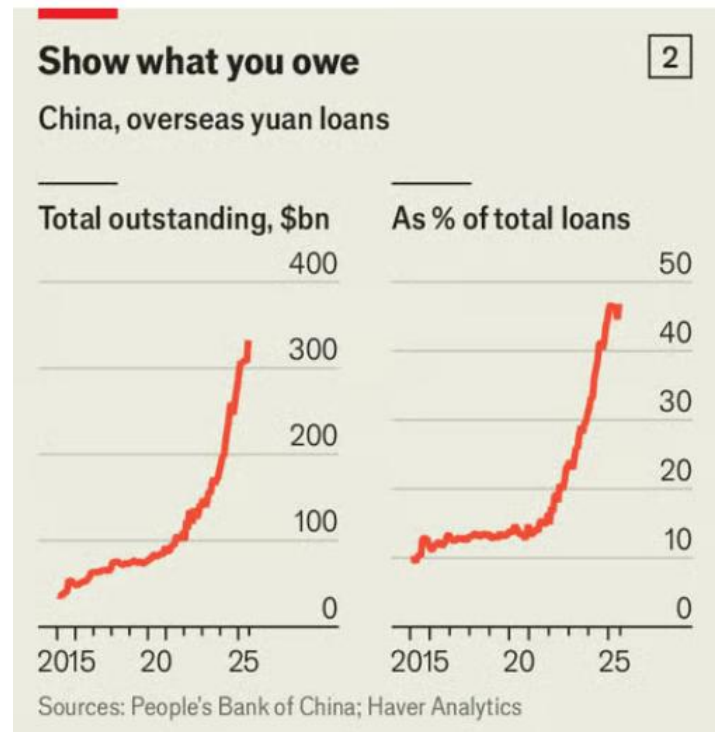 Show what you owe
2
China, overseas yuan loans
Total outstanding, $bn
400
300
200
100
0
2015 20 25
As % of total loans
50
40
30
20
10
0
2015 20 25
Sources: People's Bank of China; Haver Analytics